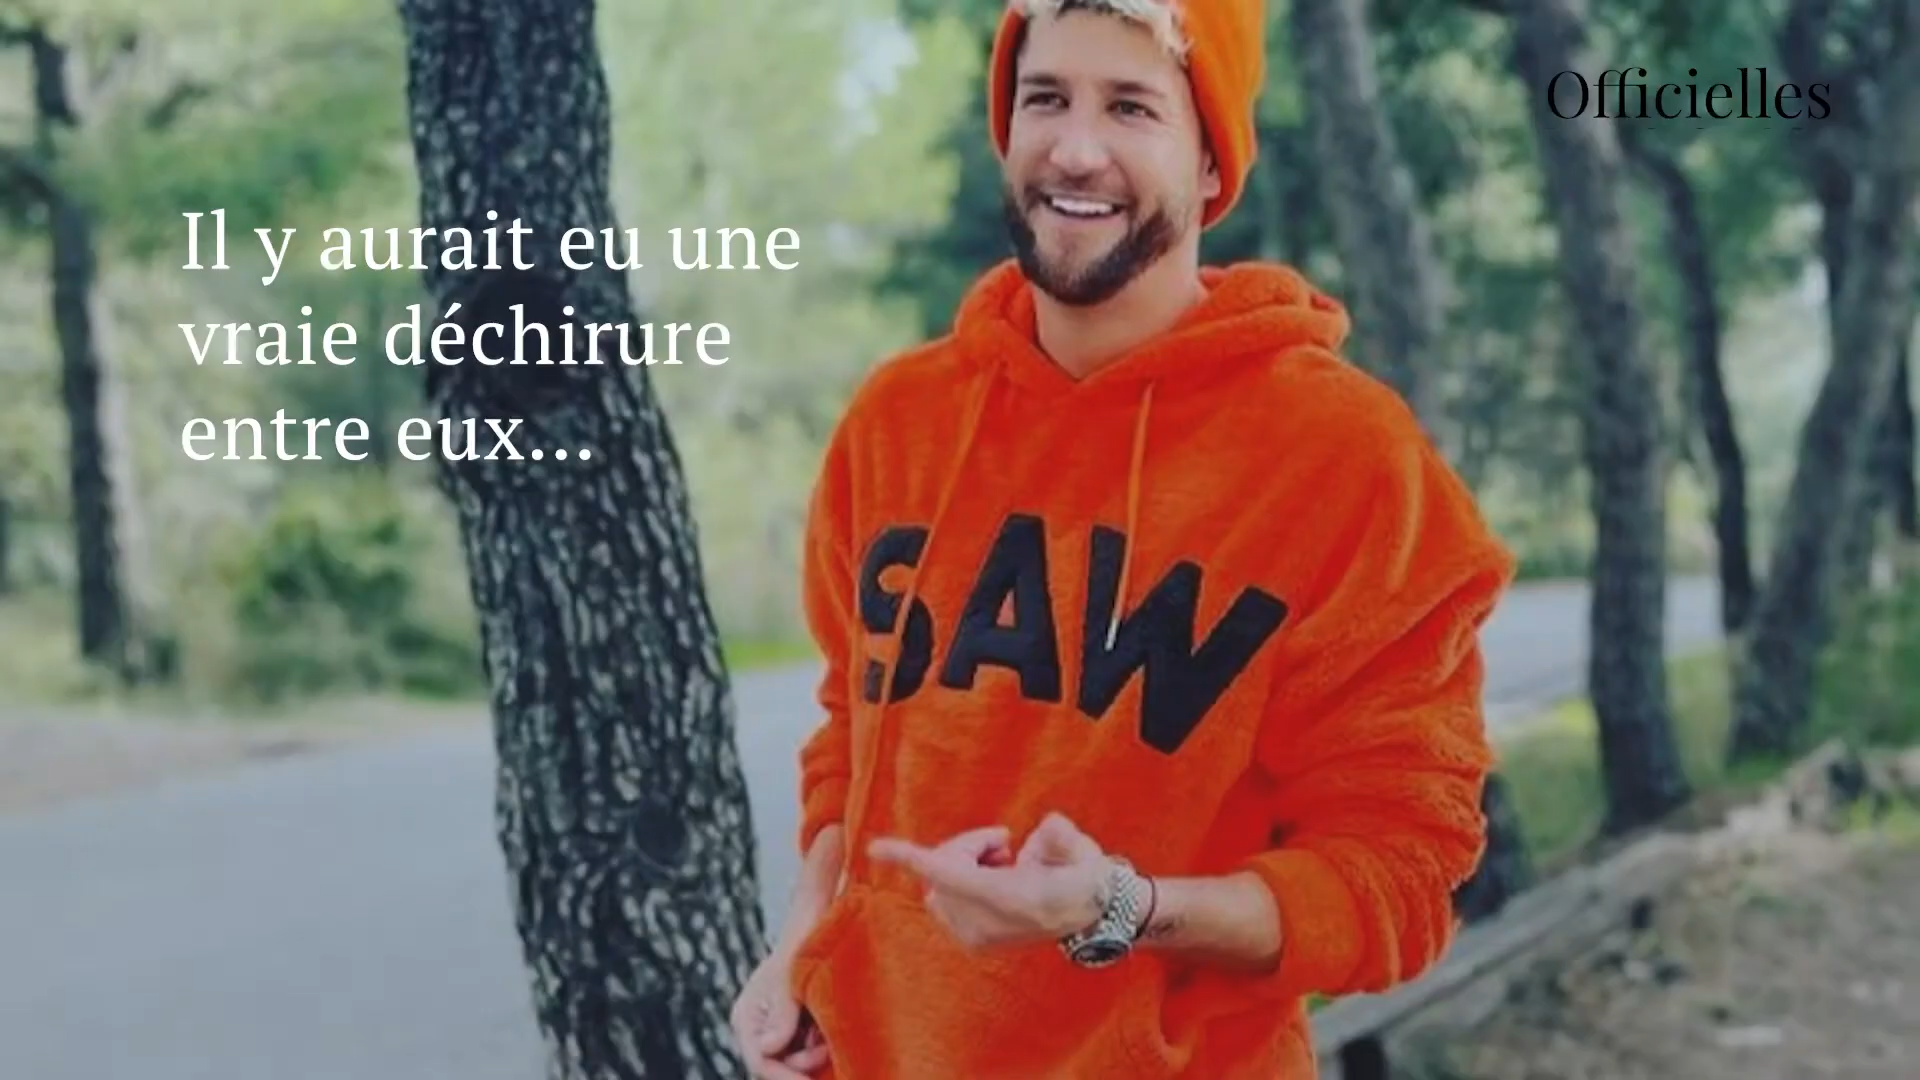 Officielles
Il y aurait eu une
vraie déchirure
entre eux...
SAW